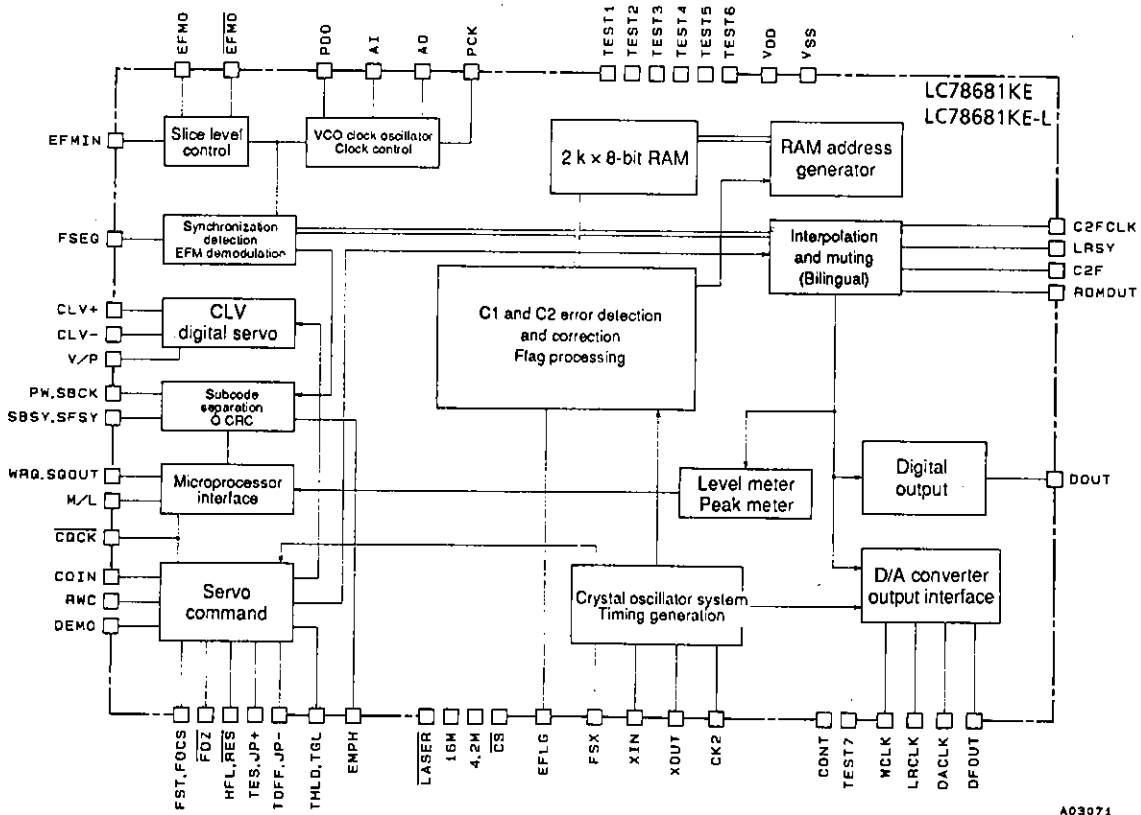 EFMO
EFMO
PDO
AI
AO
PCK
TEST1
TEST2
TEST3
TEST4
TEST5
TEST6
VDD
VSS
LC78681KE
LC78681KE-L
EFMIN
Slice level
control
VCO clock oscillator
Clock control
2 k × 8-bit RAM
RAM address
generator
FSEG
Synchronization
detection
EFM demodulation
Interpolation
and muting
(Bilingual)
C2FCLK
LRSY
C2F
ROMOUT
CLV+
CLV-
V/P
CLV
digital servo
C1 and C2 error detection
and correction
Flag processing
PW,SBCK
SBSY,SFSY
Subcode
separation
Q CRC
WRQ,SQOUT
M/L
Microprocessor
interface
Level meter
Peak meter
Digital
output
DOUT
CQCK
COIN
RWC
DEMO
Servo
command
Crystal oscillator system
Timing generation
D/A converter
output interface
FST,FOCS
FDZ
HFL,RES
TES,JP+
TOFF,JP-
THLD,TGL
EMPH
LASER
16M
4.2M
CS
EFLG
FSX
XIN
XOUT
CK2
CONT
TEST7
WCLK
LRCLK
DACLK
DFOUT
A03071